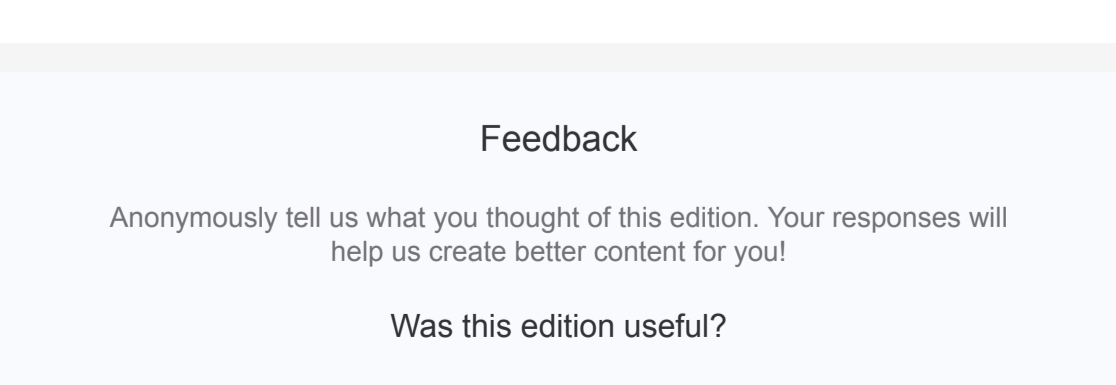 Feedback
Anonymously tell us what you thought of this edition. Your responses will
help us create better content for you!
Was this edition useful?